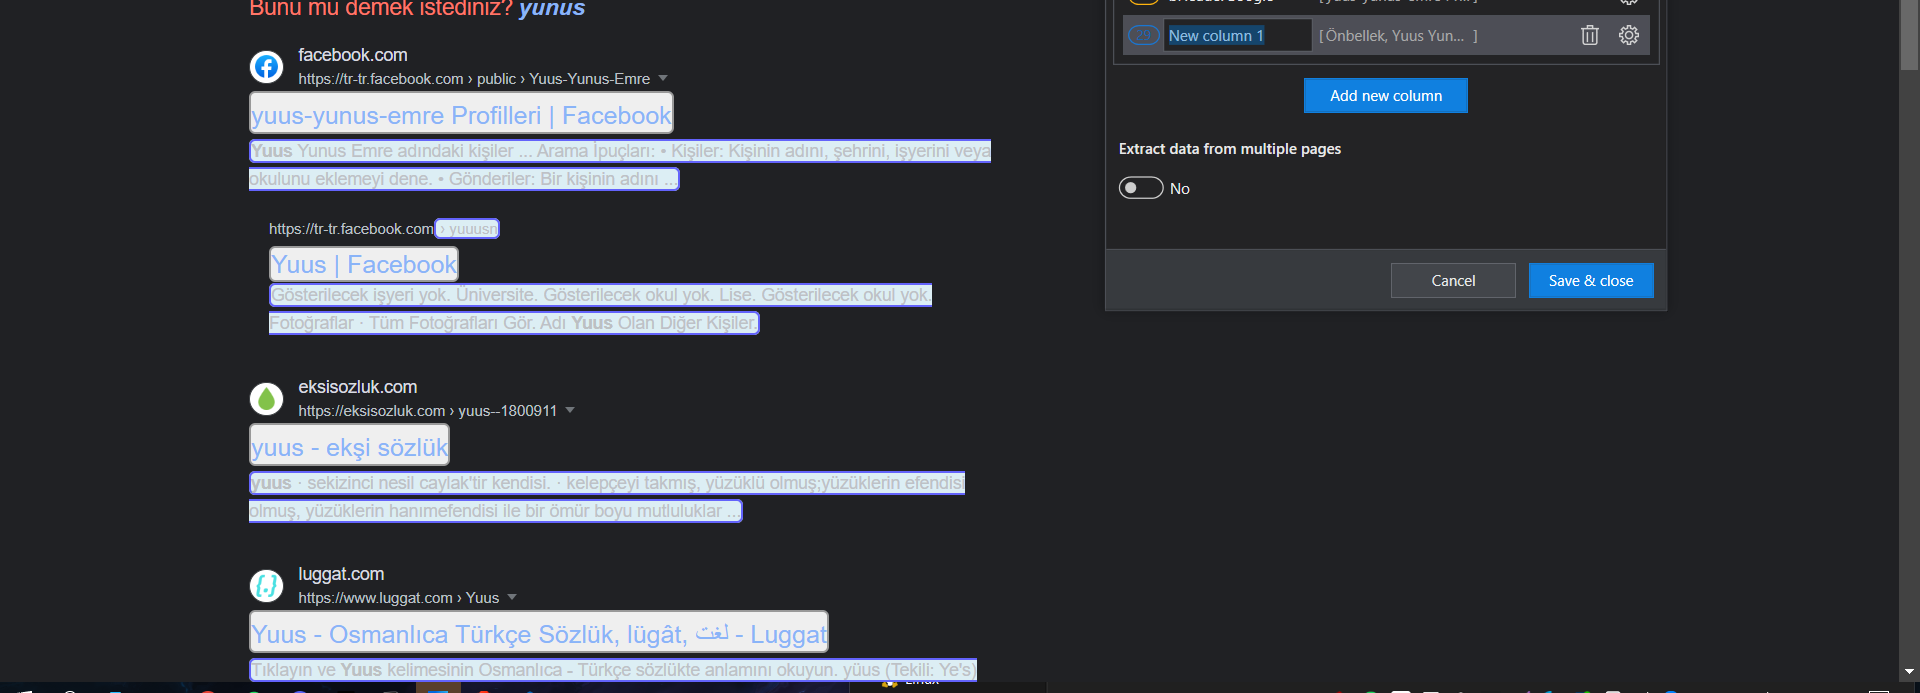 Bunu mu demek istediniz? yunus
facebook.com
https://tr-tr.facebook.com › public › Yuus-Yunus-Emre
yuus-yunus-emre Profilleri | Facebook
Yuus Yunus Emre adındaki kişiler ... Arama İpuçları: • Kişiler: Kişinin adını, şehrini, işyerini veya
okulunu eklemeyi dene. • Gönderiler: Bir kişinin adını ...
https://tr-tr.facebook.com › yuuusn
Yuus | Facebook
Gösterilecek işyeri yok. Üniversite. Gösterilecek okul yok. Lise. Gösterilecek okul yok.
Fotoğraflar · Tüm Fotoğrafları Gör. Adı Yuus Olan Diğer Kişiler.
eksisozluk.com
https://eksisozluk.com › yuus--1800911
yuus - ekşi sözlük
yuus · sekizinci nesil caylak'tir kendisi. · kelepçeyi takmış, yüzüklü olmuş;yüzüklerin efendisi
olmuş, yüzüklerin hanımefendisi ile bir ömür boyu mutluluklar ...
luggat.com
https://www.luggat.com › Yuus
Yuus - Osmanlıca Türkçe Sözlük, lügât, لغت - Luggat
Tıklayın ve Yuus kelimesinin Osmanlıca - Türkçe sözlükte anlamını okuyun. yüus (Tekili: Ye's)
29 New column 1 [ Önbellek, Yuus Yun... ]
Add new column
Extract data from multiple pages
No
Cancel Save & close